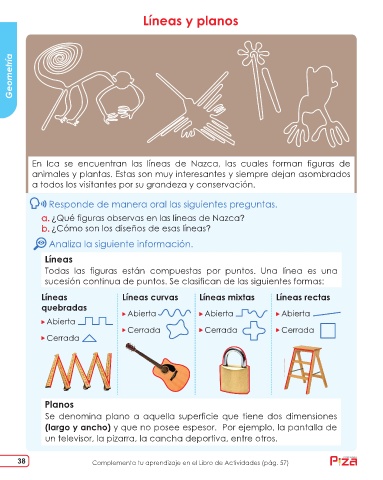 Líneas y planos
Geometría
En Ica se encuentran las líneas de Nazca, las cuales forman figuras de
animales y plantas. Estas son muy interesantes y siempre dejan asombrados
a todos los visitantes por su grandeza y conservación.
Responde de manera oral las siguientes preguntas.
a. ¿Qué figuras observas en las líneas de Nazca?
b. ¿Cómo son los diseños de esas líneas?
Analiza la siguiente información.
Líneas
Todas las figuras están compuestas por puntos. Una línea es una
sucesión continua de puntos. Se clasifican de las siguientes formas:
Líneas
quebradas
Abierta
Cerrada
Líneas curvas
Abierta
Cerrada
Líneas mixtas
Abierta
Cerrada
Líneas rectas
Abierta
Cerrada
Planos
Se denomina plano a aquella superficie que tiene dos dimensiones
(largo y ancho) y que no posee espesor. Por ejemplo, la pantalla de
un televisor, la pizarra, la cancha deportiva, entre otros.
38
Complementa tu aprendizaje en el Libro de Actividades (pág. 57)